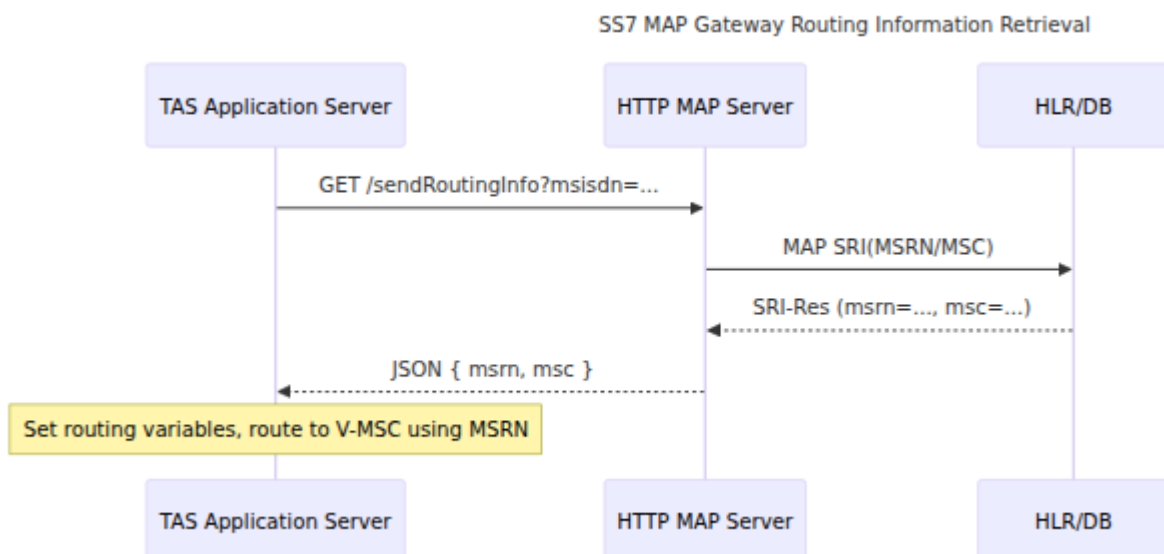 SS7 MAP Gateway Routing Information Retrieval
TAS Application Server
HTTP MAP Server
HLR/DB
GET /sendRoutingInfo?msisdn=...
MAP SRI(MSRN/MSC)
SRI-Res (msrn=..., msc=...)
JSON { msrn, msc }
Set routing variables, route to V-MSC using MSRN
TAS Application Server
HTTP MAP Server
HLR/DB